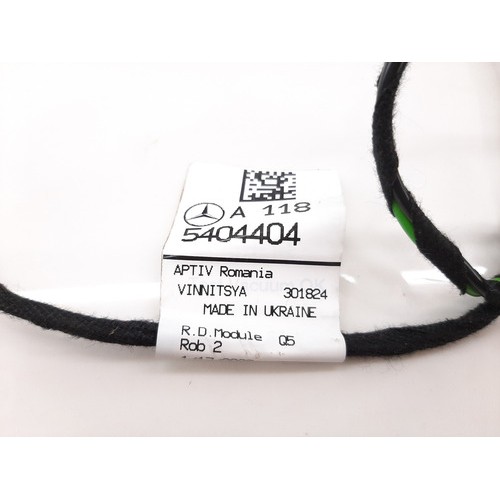 A 118
5404404
APTIV Romania
VINNITSYA 301824
MADE IN UKRAINE
R.D.Module Q5
Rob 2